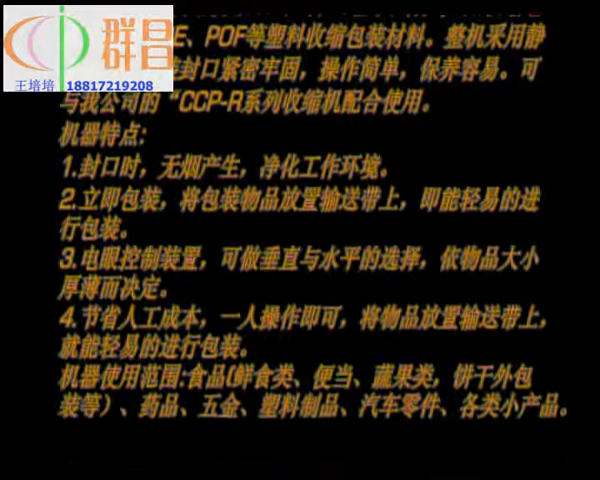 群昌
王培培 18817219208
E、POF等塑料收缩包装材料。整机采用静
封口紧密牢固，操作简单，保养容易。可
与我公司的“CCP-R系列收缩机配合使用。
机器特点:
1.封口时，无烟产生，净化工作环境。
2.立即包装，将包装物品放置输送带上，即能轻易的进
行包装。
3.电眼控制装置，可做垂直与水平的选择，依物品大小
厚薄而决定。
4.节省人工成本，一人操作即可，将物品放置输送带上，
就能轻易的进行包装。
机器使用范围:食品(鲜食类、便当、蔬果类，饼干外包
装等）、药品、五金、塑料制品、汽车零件、各类小产品。